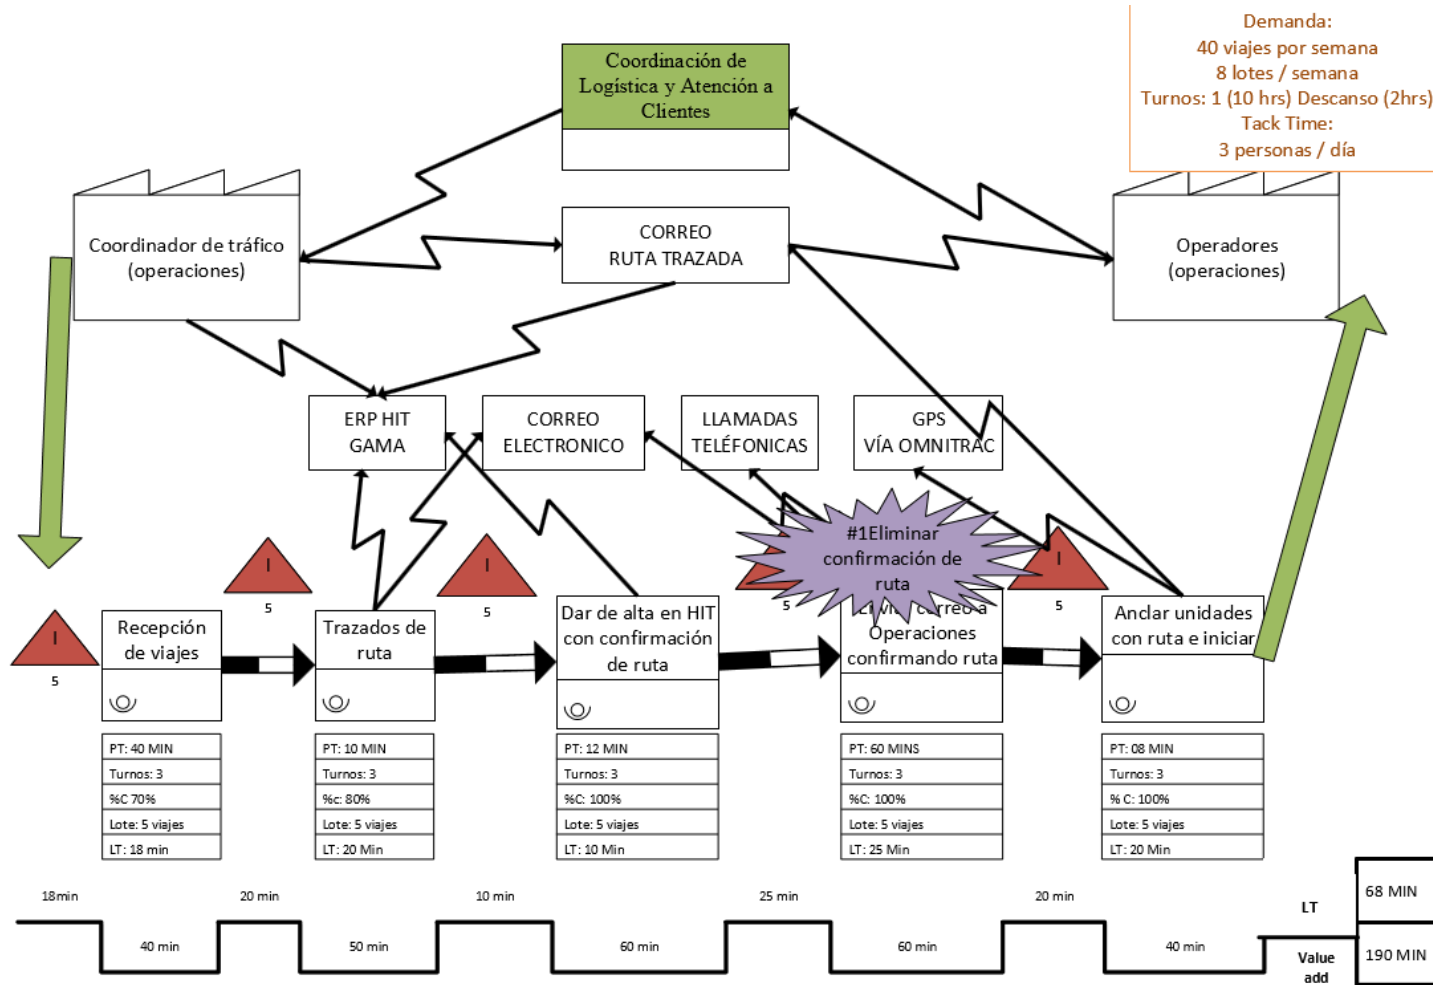 Demanda:
40 viajes por semana
8 lotes / semana
Turnos: 1 (10 hrs) Descanso (2hrs)
Tack Time:
3 personas / día
Coordinación de
Logística y Atención a
Clientes
Coordinador de tráfico
(operaciones)
CORREO
RUTA TRAZADA
Operadores
(operaciones)
ERP HIT
GAMA
CORREO
ELECTRONICO
LLAMADAS
TELÉFONICAS
GPS
VÍA OMNITRAC
#1Eliminar
confirmación de
ruta
I
5
I
5
I
5
5
I
5
Recepción
de viajes
Trazados de
ruta
Dar de alta en HIT
con confirmación
de ruta
correo a
Operaciones
confirmando ruta
Anclar unidades
con ruta e iniciar
PT: 40 MIN
Turnos: 3
%C 70%
Lote: 5 viajes
LT: 18 min
PT: 10 MIN
Turnos: 3
%c: 80%
Lote: 5 viajes
LT: 20 Min
PT: 12 MIN
Turnos: 3
%C: 100%
Lote: 5 viajes
LT: 10 Min
PT: 60 MINS
Turnos: 3
%C: 100%
Lote: 5 viajes
LT: 25 Min
PT: 08 MIN
Turnos: 3
% C: 100%
Lote: 5 viajes
LT: 20 Min
18min
20 min
10 min
25 min
20 min
40 min
50 min
60 min
60 min
40 min
LT
68 MIN
Value
add
190 MIN